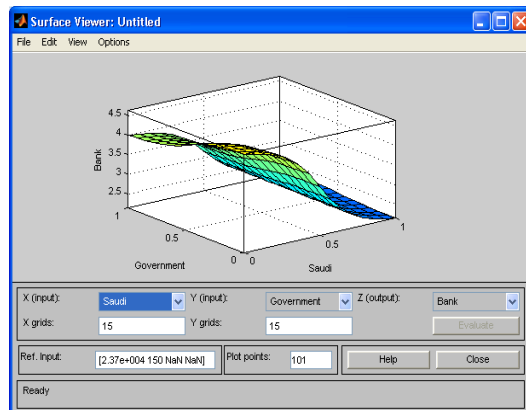 Surface Viewer: Untitled
File Edit View Options
4.5
4
3.5
3
2.5
Bank
1
0.5
0
Government
0
0.5
1
Saudi
X (input): Saudi Y (input): Government Z (output): Bank
X grids: 15 Y grids: 15 Evaluate
Ref. Input: [2.37e+004 150 NaN NaN] Plot points: 101 Help Close
Ready